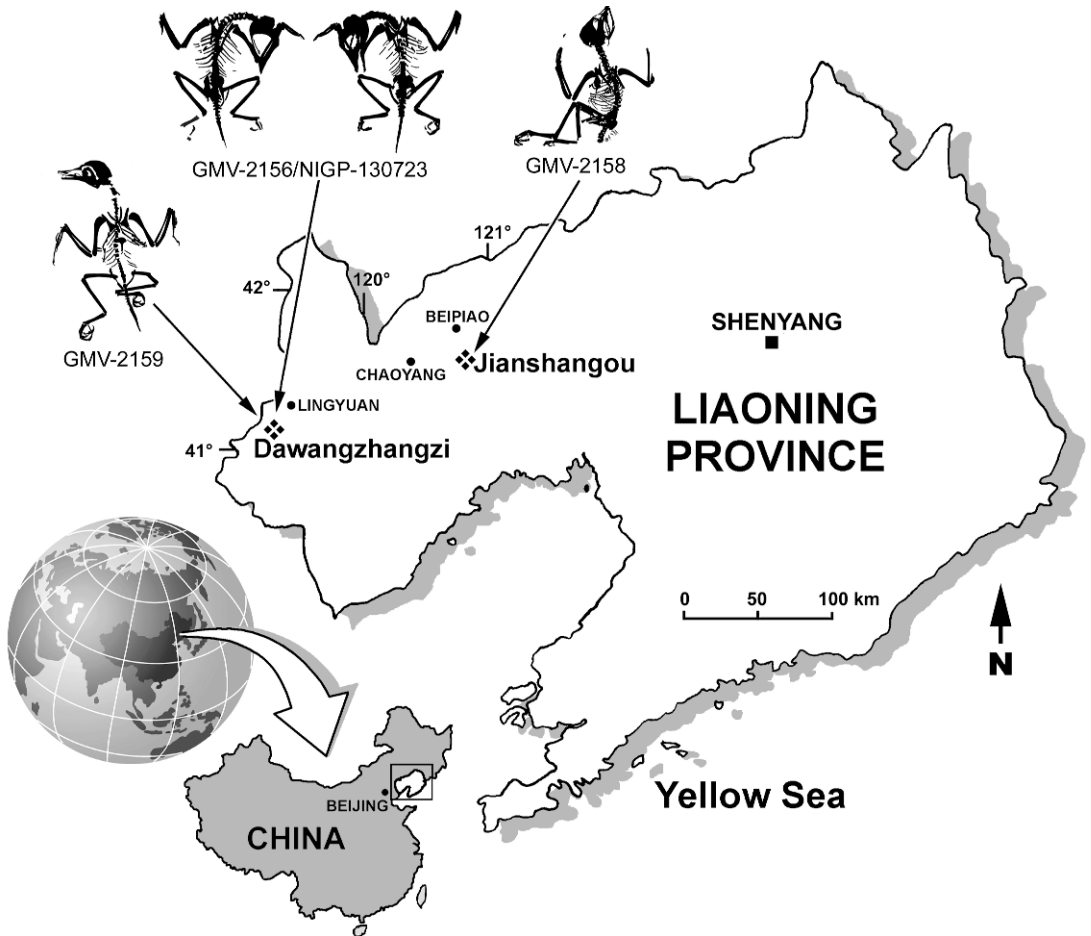 GMV-2156/NIGP-130723
GMV-2158
GMV-2159
121°
120°
42°
BEIPIAO
SHENYANG
CHAOYANG
Jianshangou
LINGYUAN
LIAONING
PROVINCE
41°
Dawangzhangzi
0 50 100 km
N
Yellow Sea
BEIJING
CHINA